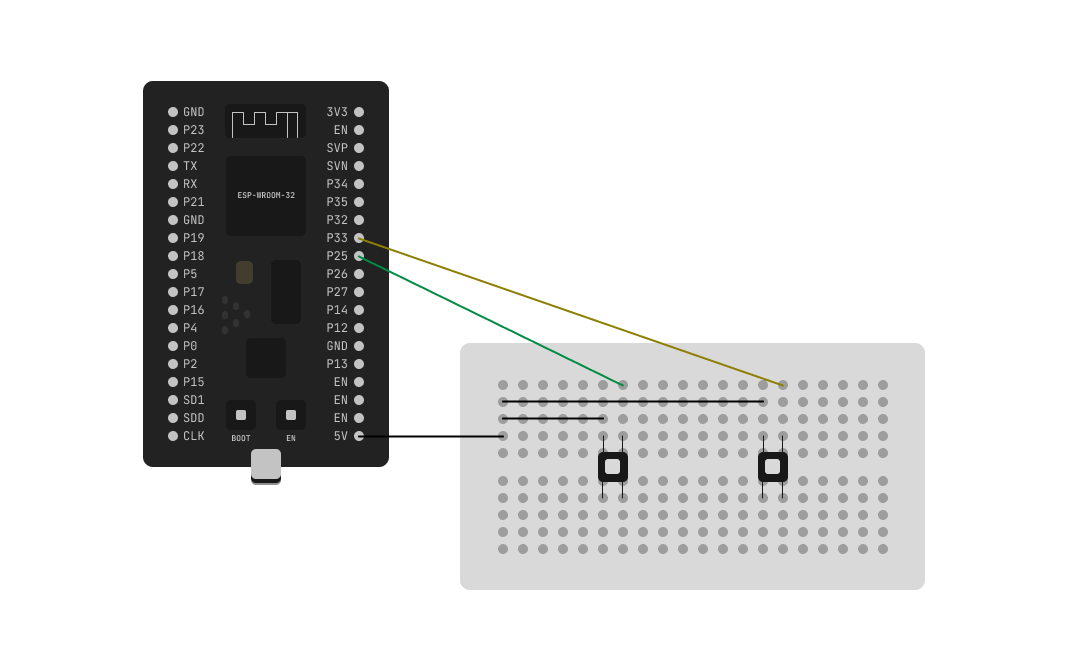 GND 3V3
P23 EN
P22 SVP
TX SVN
RX P34
ESP-WROOM-32
P21 P35
GND P32
P19 P33
P18 P25
P5 P26
P17 P27
P16 P14
P4 P12
P0 GND
P2 P13
P15 EN
SD1 EN
SDD EN
CLK 5V
BOOT EN